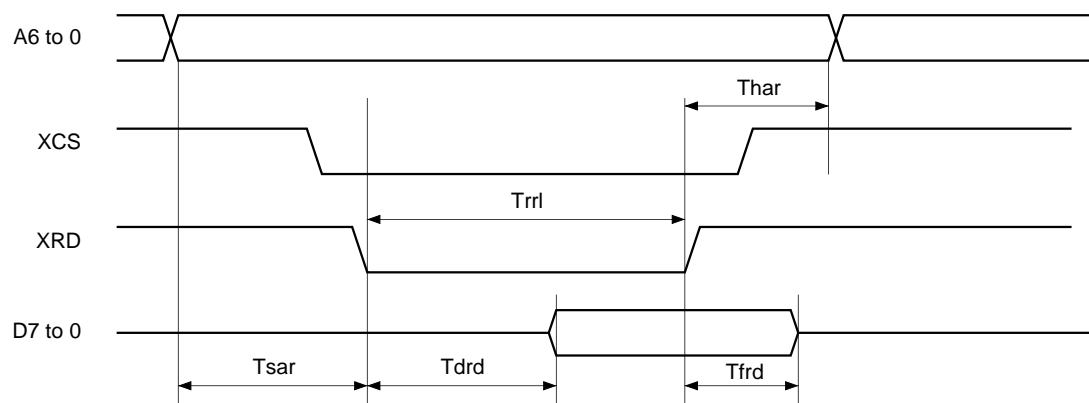 A6 to 0
Thar
XCS
Trrl
XRD
D7 to 0
Tsar
Tdrd
Tfrd